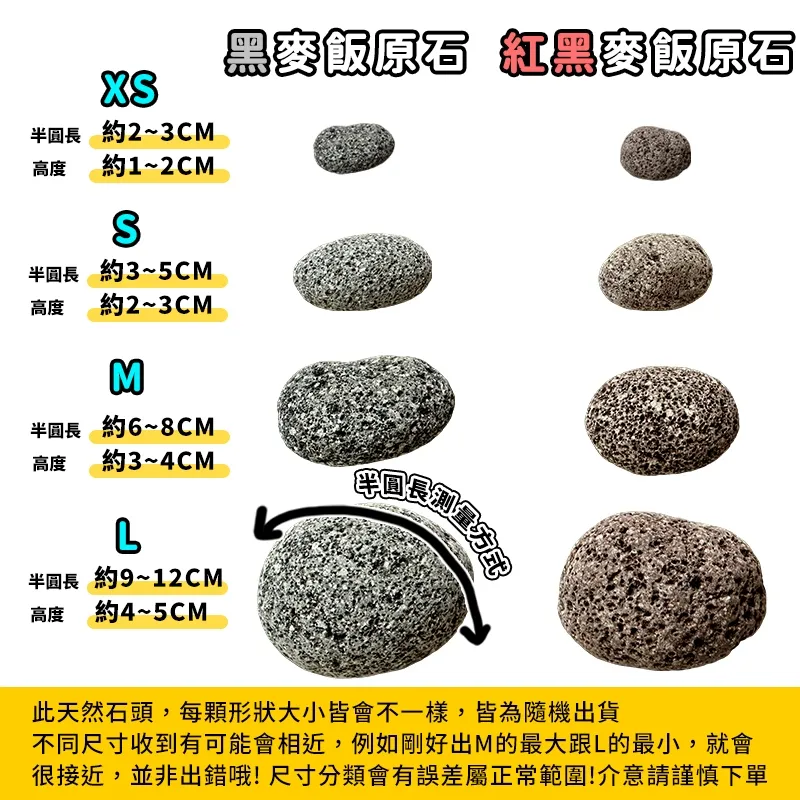 黑麥飯原石 紅黑麥飯原石
XS
半圓長 約2~3CM
高度 約1~2CM
S
半圓長 約3~5CM
高度 約2~3CM
M
半圓長 約6~8CM
高度 約3~4CM
半圓長測量方式
L
半圓長 約9~12CM
高度 約4~5CM
此天然石頭，每顆形狀大小皆會不一樣，皆為隨機出貨
不同尺寸收到有可能會相近，例如剛好出M的最大跟L的最小，就會
很接近，並非出錯哦! 尺寸分類會有誤差屬正常範圍!介意請謹慎下單